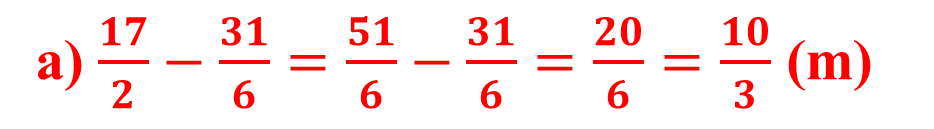 a) 17/2 − 31/6 = 51/6 − 31/6 = 20/6 = 10/3 (m)